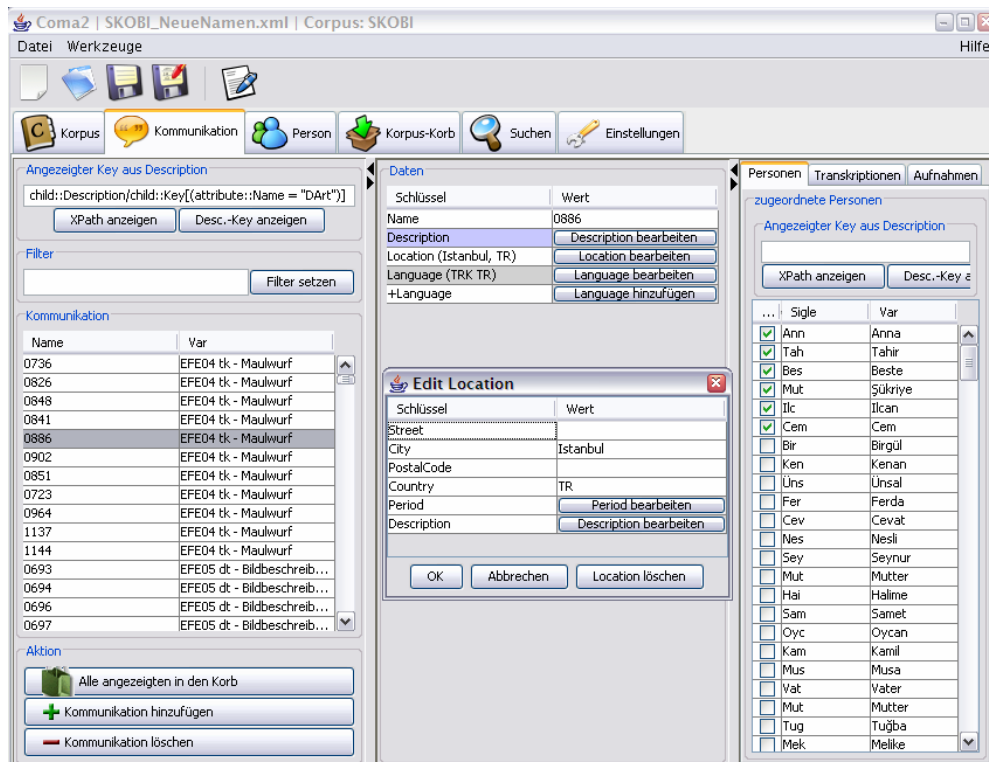 Coma2 | SKOBI_NeueNamen.xml | Corpus: SKOBI
Datei Werkzeuge Hilfe
Korpus Kommunikation Person Korpus-Korb Suchen Einstellungen
Angezeigter Key aus Description
child::Description/child::Key[(attribute::Name = "DArt")]
XPath anzeigen Desc.-Key anzeigen
Filter
Filter setzen
Kommunikation
Name Var
0736 EFE04 tk - Maulwurf
0826 EFE04 tk - Maulwurf
0848 EFE04 tk - Maulwurf
0841 EFE04 tk - Maulwurf
0886 EFE04 tk - Maulwurf
0902 EFE04 tk - Maulwurf
0851 EFE04 tk - Maulwurf
0723 EFE04 tk - Maulwurf
0964 EFE04 tk - Maulwurf
1137 EFE04 tk - Maulwurf
1144 EFE04 tk - Maulwurf
0693 EFE05 dt - Bildbeschreib...
0694 EFE05 dt - Bildbeschreib...
0696 EFE05 dt - Bildbeschreib...
0697 EFE05 dt - Bildbeschreib...
Aktion
Alle angezeigten in den Korb
Kommunikation hinzufügen
Kommunikation löschen
Daten
Schlüssel Wert
Name 0886
Description Description bearbeiten
Location (Istanbul, TR) Location bearbeiten
Language (TRK TR) Language bearbeiten
+Language Language hinzufügen
Edit Location
Schlüssel Wert
Street
City Istanbul
PostalCode
Country TR
Period Period bearbeiten
Description Description bearbeiten
OK Abbrechen Location löschen
Personen Transkriptionen Aufnahmen
zugeordnete Personen
Angezeigter Key aus Description
XPath anzeigen Desc.-Key a
... Sigle Var
Ann Anna
Tah Tahir
Bes Beste
Mut Şükriye
Ilc Ilcan
Cem Cem
Bir Birgül
Ken Kenan
Üns Ünsal
Fer Ferda
Cev Cevat
Nes Nesli
Sey Seynur
Mut Mutter
Hai Halime
Sam Samet
Oyc Oycan
Kam Kamil
Mus Musa
Vat Vater
Mut Mutter
Tug Tuğba
Mek Melike